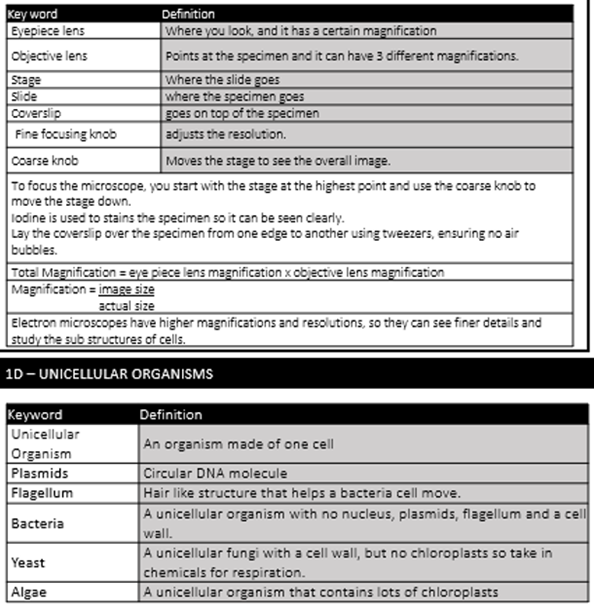 Key word Definition
Eyepiece lens Where you look, and it has a certain magnification
Objective lens Points at the specimen and it can have 3 different magnifications.
Stage Where the slide goes
Slide where the specimen goes
Coverslip goes on top of the specimen
Fine focusing knob adjusts the resolution.
Coarse knob Moves the stage to see the overall image.
To focus the microscope, you start with the stage at the highest point and use the coarse knob to
move the stage down.
Iodine is used to stains the specimen so it can be seen clearly.
Lay the coverslip over the specimen from one edge to another using tweezers, ensuring no air
bubbles.
Total Magnification = eye piece lens magnification x objective lens magnification
Magnification = image size
actual size
Electron microscopes have higher magnifications and resolutions, so they can see finer details and
study the sub structures of cells.
1D – UNICELLULAR ORGANISMS
Keyword Definition
Unicellular
Organism An organism made of one cell
Plasmids Circular DNA molecule
Flagellum Hair like structure that helps a bacteria cell move.
Bacteria A unicellular organism with no nucleus, plasmids, flagellum and a cell
wall.
Yeast A unicellular fungi with a cell wall, but no chloroplasts so take in
chemicals for respiration.
Algae A unicellular organism that contains lots of chloroplasts